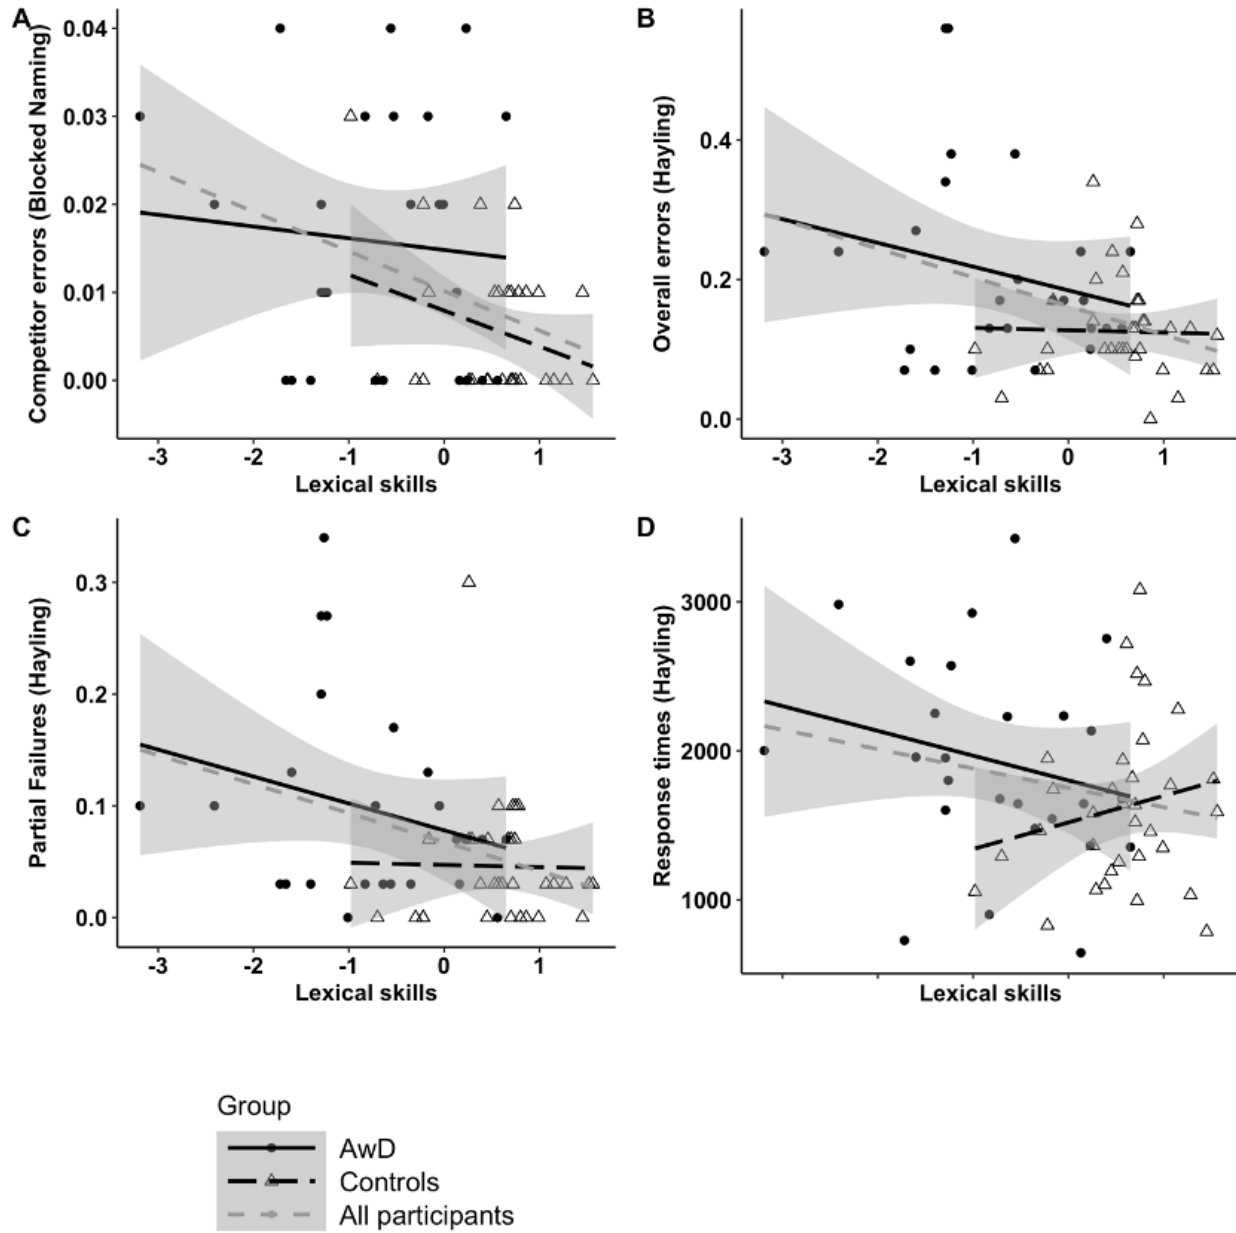 A
Competitor errors (Blocked Naming)
0.04
0.03
0.02
0.01
0.00
-3 -2 -1 0 1
Lexical skills
B
Overall errors (Hayling)
0.4
0.2
0.0
-3 -2 -1 0 1
Lexical skills
C
Partial Failures (Hayling)
0.3
0.2
0.1
0.0
-3 -2 -1 0 1
Lexical skills
D
Response times (Hayling)
3000
2000
1000
Lexical skills
Group
AwD
Controls
All participants